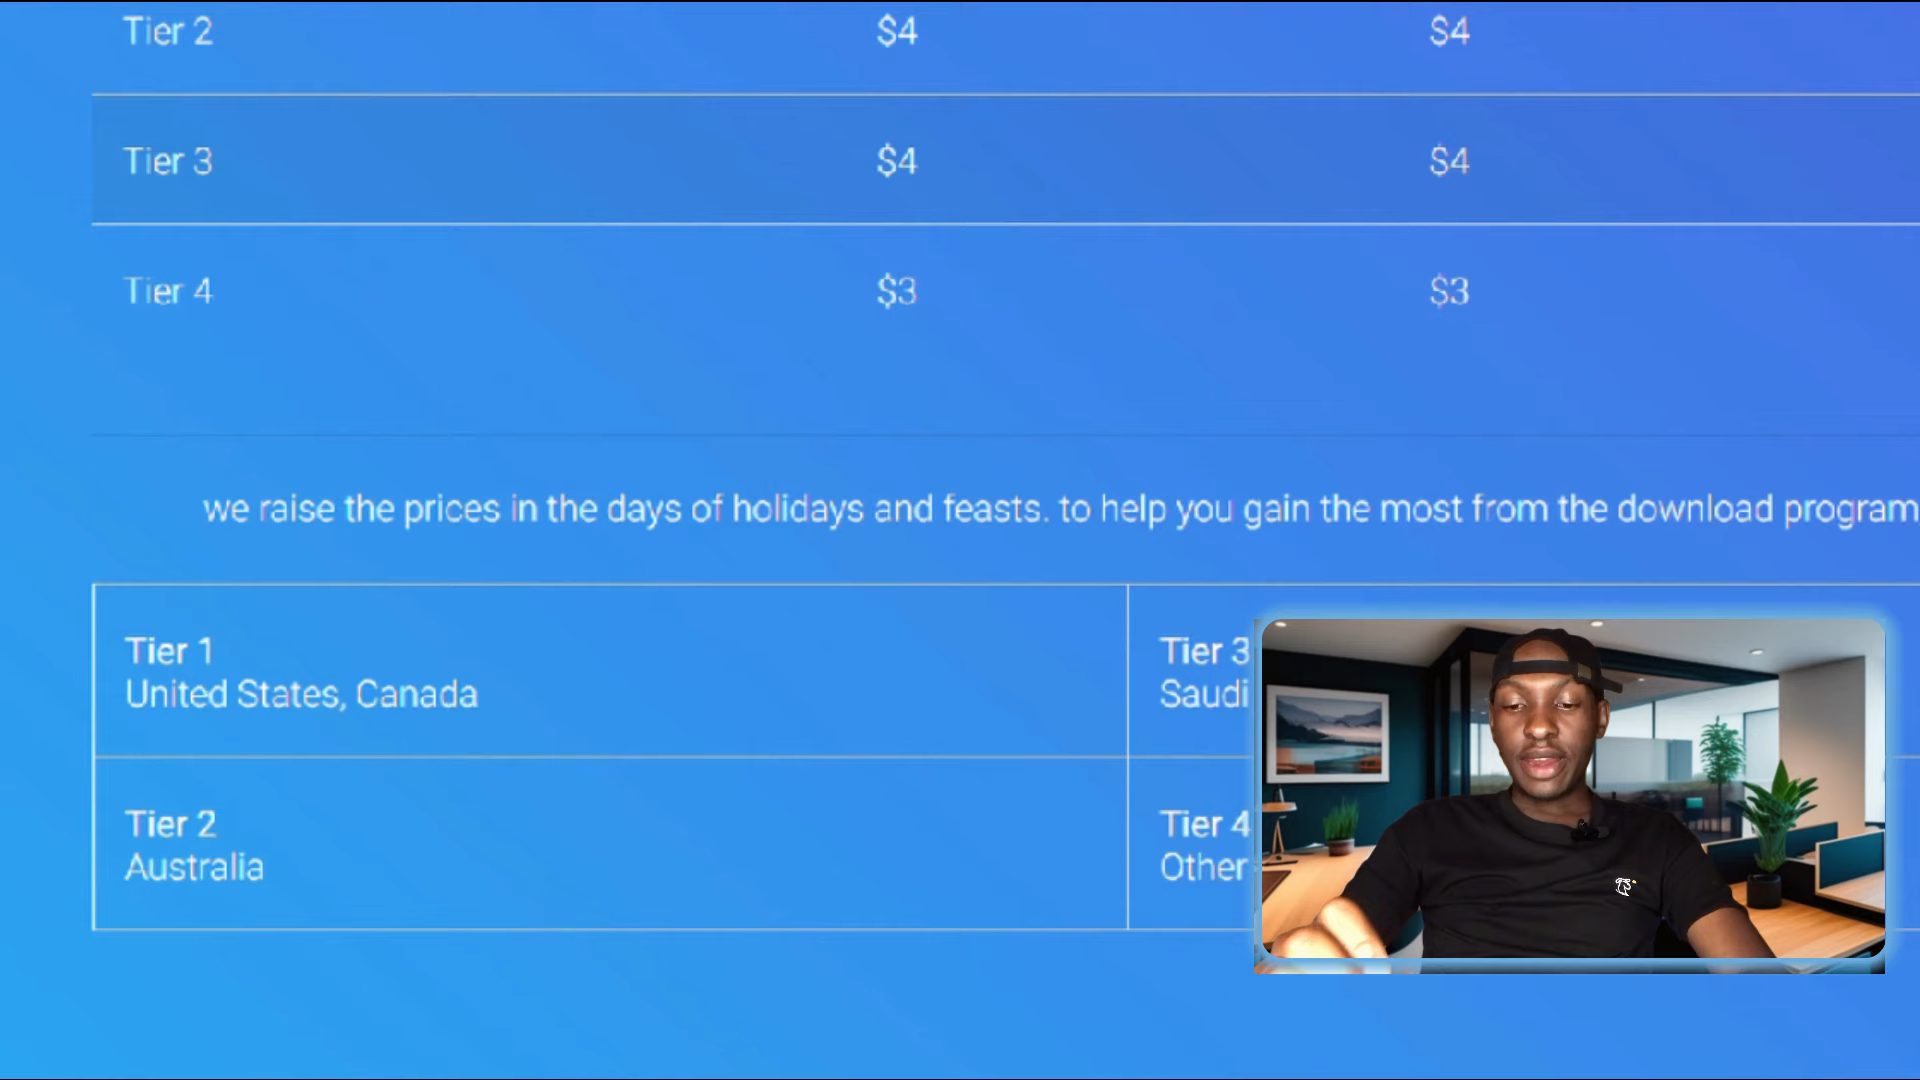 Tier 2 $4 $4
Tier 3 $4 $4
Tier 4 $3 $3
we raise the prices in the days of holidays and feasts. to help you gain the most from the download program
Tier 1
United States, Canada
Tier 3
Saudi
Tier 2
Australia
Tier 4
Other